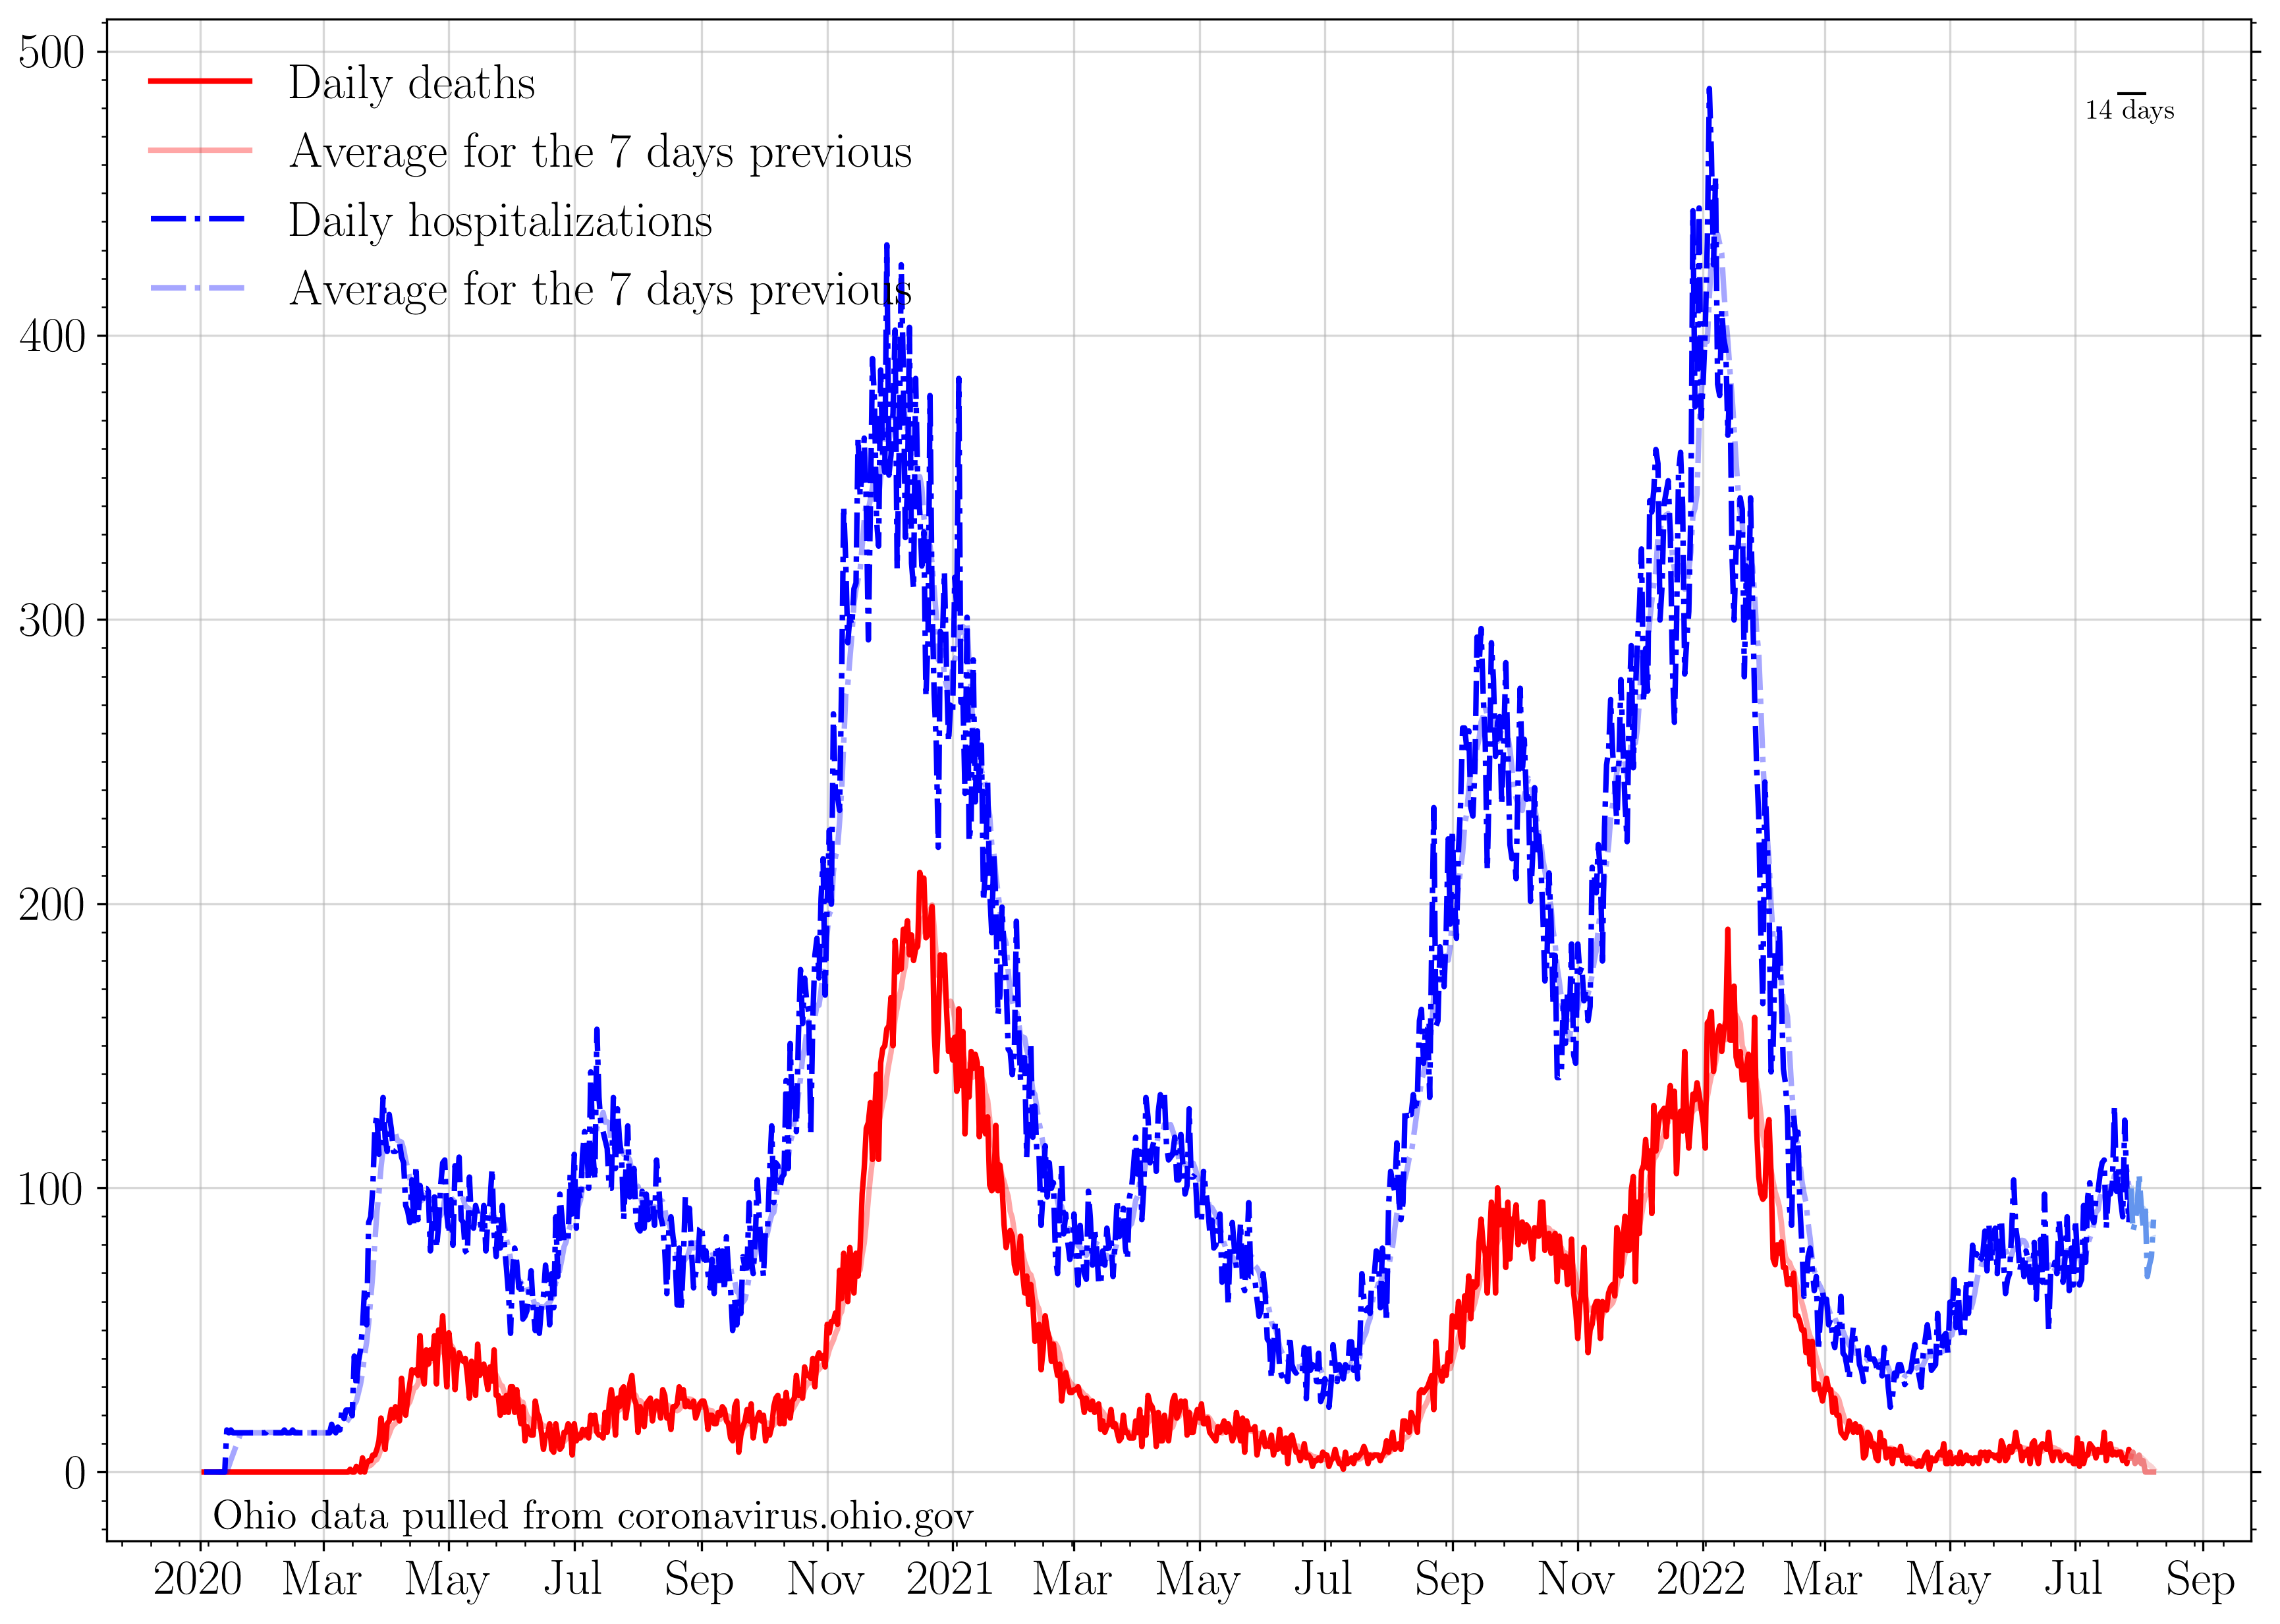 500
400
300
200
100
0
Daily deaths
Average for the 7 days previous
Daily hospitalizations
Average for the 7 days previous
14 days
Ohio data pulled from coronavirus.ohio.gov
2020 Mar May Jul Sep Nov 2021 Mar May Jul Sep Nov 2022 Mar May Jul Sep